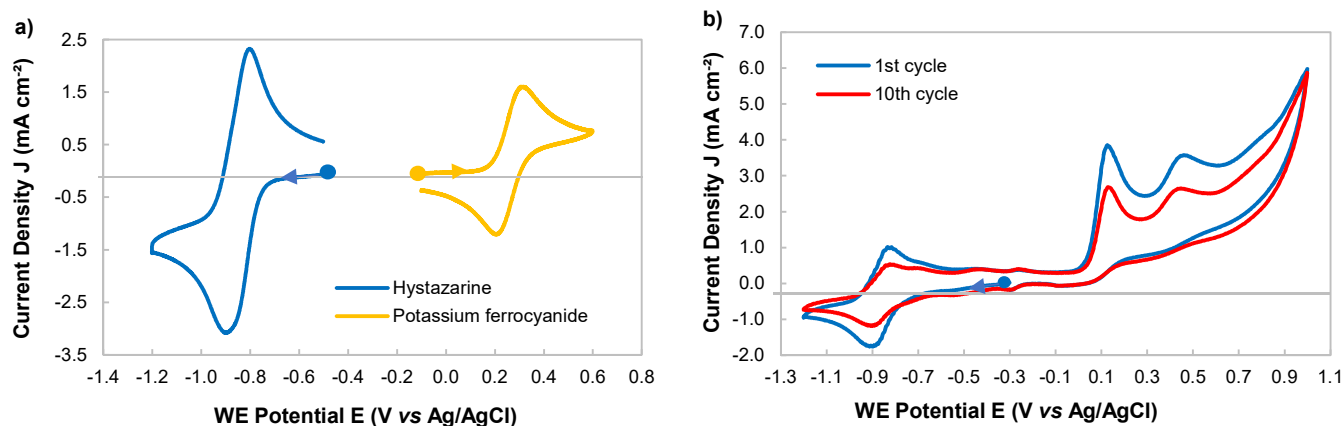 a)
Current Density J (mA cm⁻²)
2.5
1.5
0.5
-0.5
-1.5
-2.5
-3.5
Hystazarine
Potassium ferrocyanide
-1.4 -1.2 -1.0 -0.8 -0.6 -0.4 -0.2 0.0 0.2 0.4 0.6 0.8
WE Potential E (V vs Ag/AgCl)
b)
Current Density J (mA cm⁻²)
7.0
6.0
5.0
4.0
3.0
2.0
1.0
0.0
-1.0
-2.0
1st cycle
10th cycle
-1.3 -1.1 -0.9 -0.7 -0.5 -0.3 -0.1 0.1 0.3 0.5 0.7 0.9 1.1
WE Potential E (V vs Ag/AgCl)